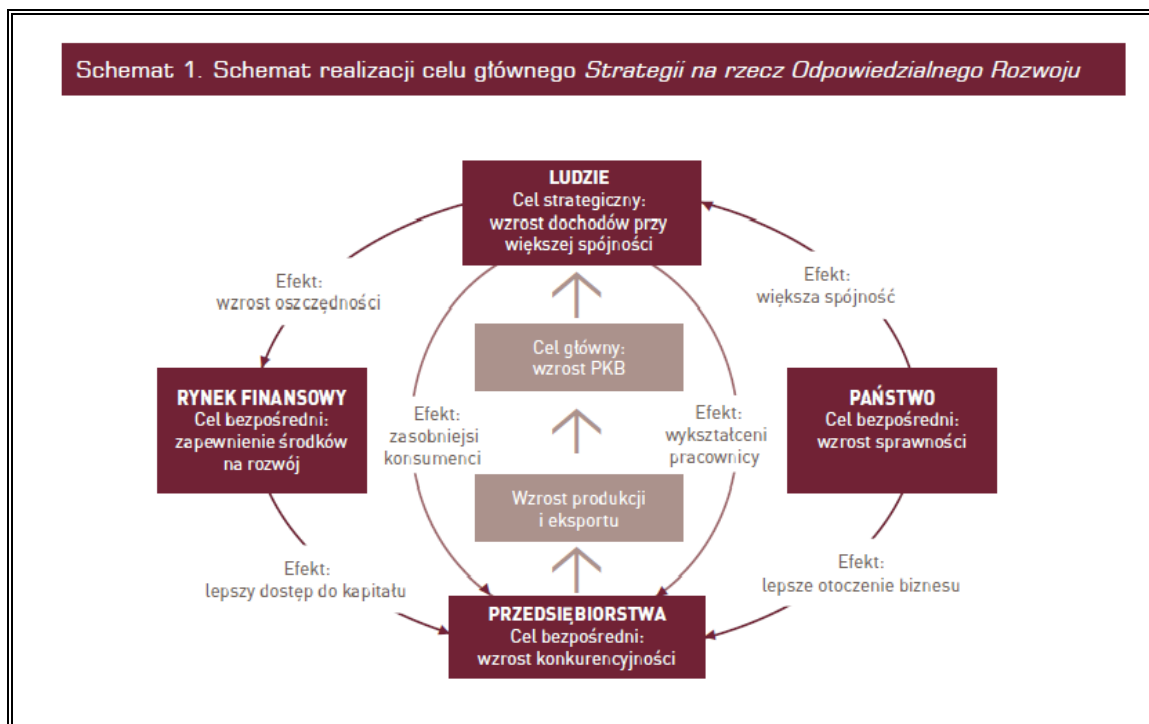 Schemat 1. Schemat realizacji celu głównego Strategii na rzecz Odpowiedzialnego Rozwoju
LUDZIE
Cel strategiczny:
wzrost dochodów przy
większej spójności
Efekt:
wzrost oszczędności
Efekt:
większa spójność
Cel główny:
wzrost PKB
RYNEK FINANSOWY
Cel bezpośredni:
zapewnienie środków
na rozwój
Efekt:
zasobniejsi
konsumenci
Efekt:
wykształceni
pracownicy
PAŃSTWO
Cel bezpośredni:
wzrost sprawności
Wzrost produkcji
i eksportu
Efekt:
lepszy dostęp do kapitału
Efekt:
lepsze otoczenie biznesu
PRZEDSIĘBIORSTWA
Cel bezpośredni:
wzrost konkurencyjności